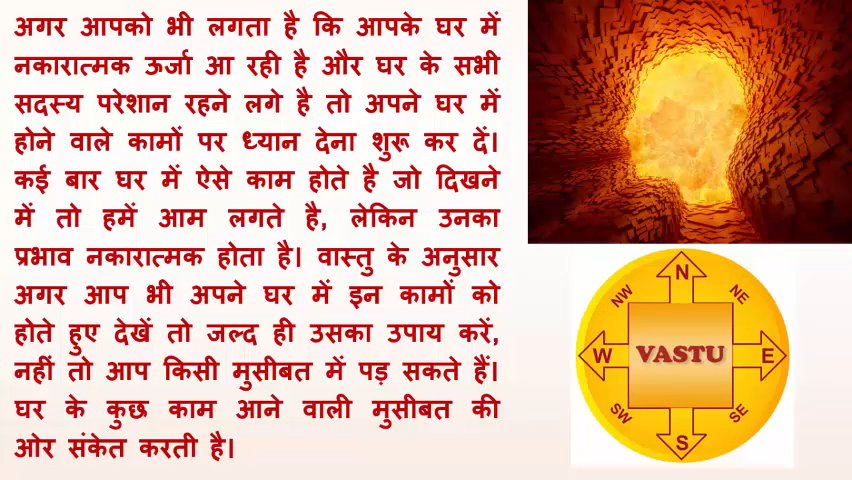 अगर आपको भी लगता है कि आपके घर में
नकारात्मक ऊर्जा आ रही है और घर के सभी
सदस्य परेशान रहने लगे है तो अपने घर में
होने वाले कामों पर ध्यान देना शुरू कर दें।
कई बार घर में ऐसे काम होते है जो दिखने
में तो हमें आम लगते है, लेकिन उनका
प्रभाव नकारात्मक होता है। वास्तु के अनुसार
अगर आप भी अपने घर में इन कामों को
होते हुए देखें तो जल्द ही उसका उपाय करें,
नहीं तो आप किसी मुसीबत में पड़ सकते हैं।
घर के कुछ काम आने वाली मुसीबत की
ओर संकेत करती है।
N
NW
NE
W
VASTU
E
SW
SE
S